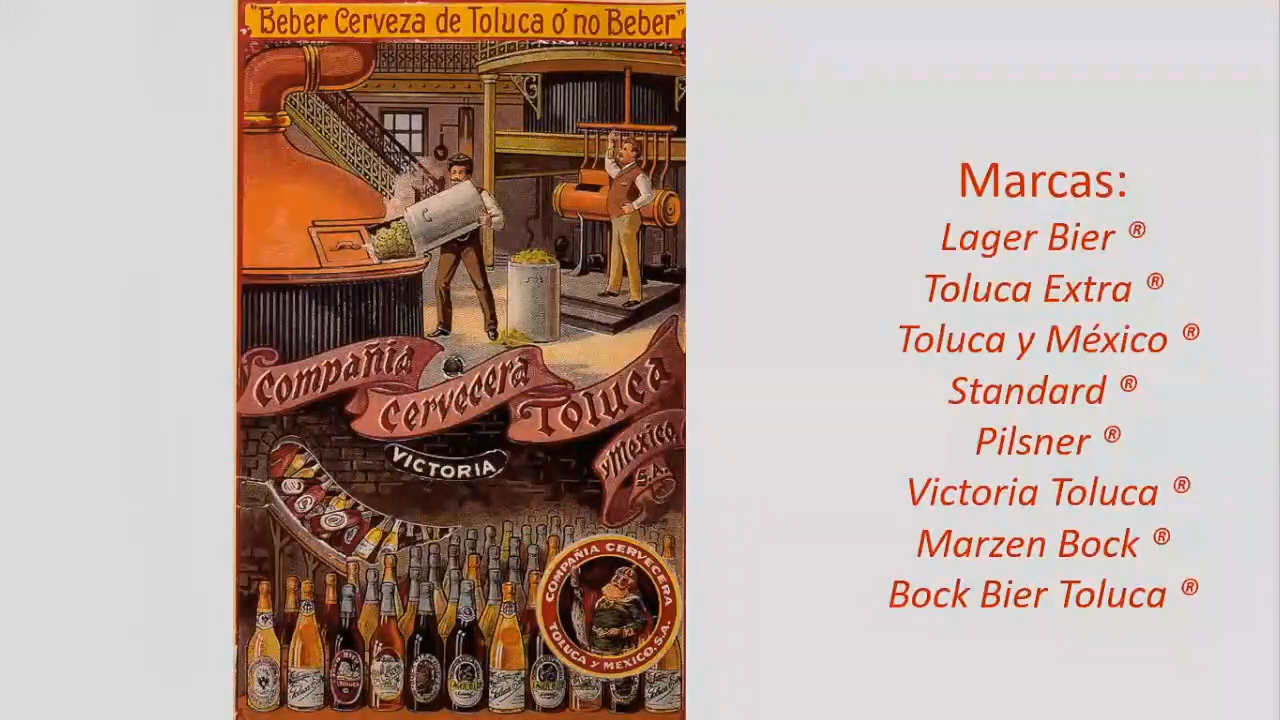 "Beber Cerveza de Toluca ó no Beber"
Compañia
Cervecera
Toluca
y Mexico,
S.A.
VICTORIA
COMPAÑIA CERVECERA
TOLUCA Y MEXICO, S.A.
Marcas:
Lager Bier ®
Toluca Extra ®
Toluca y México ®
Standard ®
Pilsner ®
Victoria Toluca ®
Marzen Bock ®
Bock Bier Toluca ®